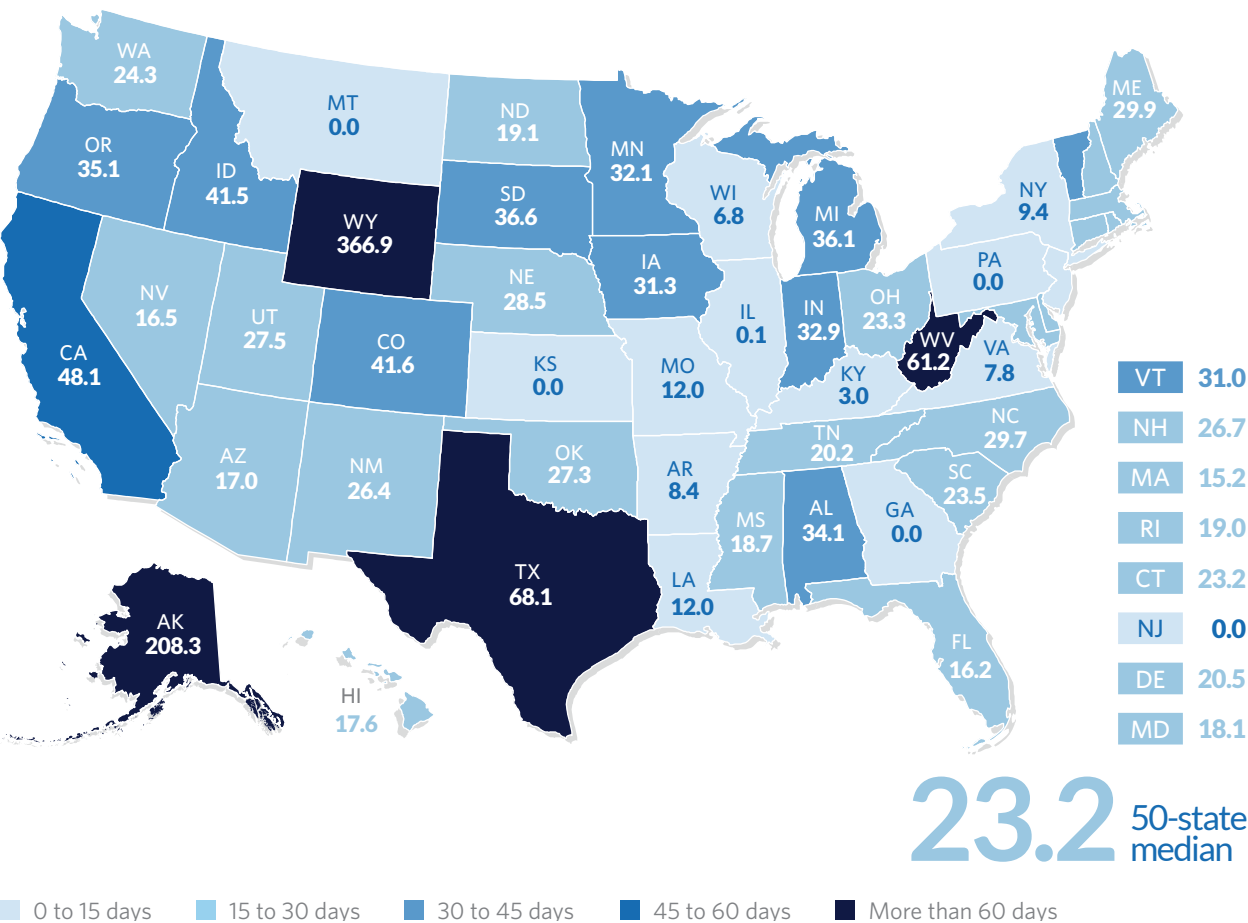 WA
24.3
OR
35.1
ID
41.5
MT
0.0
ND
19.1
MN
32.1
SD
36.6
WY
366.9
WI
6.8
MI
36.1
NY
9.4
ME
29.9
IA
31.3
NE
28.5
NV
16.5
UT
27.5
CO
41.6
CA
48.1
KS
0.0
MO
12.0
IL
0.1
IN
32.9
OH
23.3
PA
0.0
WV
61.2
VA
7.8
KY
3.0
NC
29.7
TN
20.2
SC
23.5
AZ
17.0
NM
26.4
OK
27.3
AR
8.4
MS
18.7
AL
34.1
GA
0.0
TX
68.1
LA
12.0
FL
16.2
AK
208.3
HI
17.6
VT 31.0
NH 26.7
MA 15.2
RI 19.0
CT 23.2
NJ 0.0
DE 20.5
MD 18.1
23.2 50-state
median
0 to 15 days 15 to 30 days 30 to 45 days 45 to 60 days More than 60 days